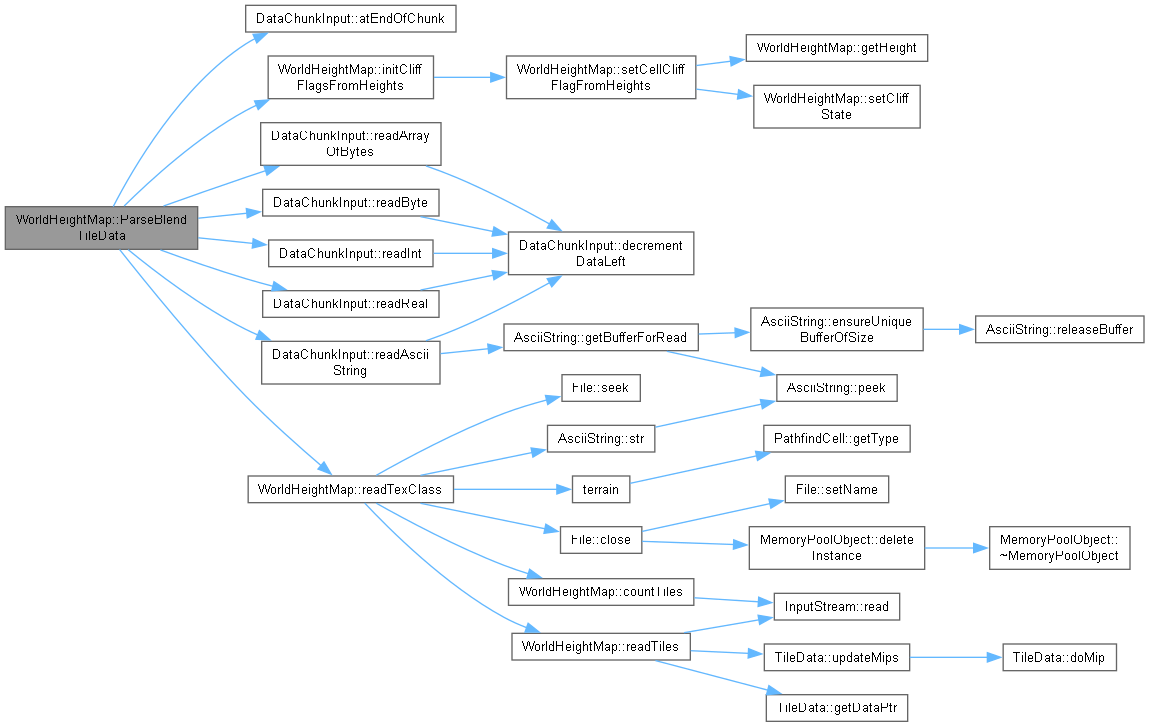 DataChunkInput::atEndOfChunk
WorldHeightMap::initCliff
FlagsFromHeights
WorldHeightMap::setCellCliff
FlagFromHeights
WorldHeightMap::getHeight
WorldHeightMap::setCliff
State
DataChunkInput::readArray
OfBytes
DataChunkInput::readByte
WorldHeightMap::ParseBlend
TileData
DataChunkInput::readInt
DataChunkInput::decrement
DataLeft
DataChunkInput::readReal
DataChunkInput::readAscii
String
AsciiString::getBufferForRead
AsciiString::ensureUnique
BufferOfSize
AsciiString::releaseBuffer
File::seek
AsciiString::peek
AsciiString::str
PathfindCell::getType
WorldHeightMap::readTexClass
terrain
File::setName
File::close
MemoryPoolObject::delete
Instance
MemoryPoolObject::
~MemoryPoolObject
WorldHeightMap::countTiles
InputStream::read
WorldHeightMap::readTiles
TileData::updateMips
TileData::doMip
TileData::getDataPtr